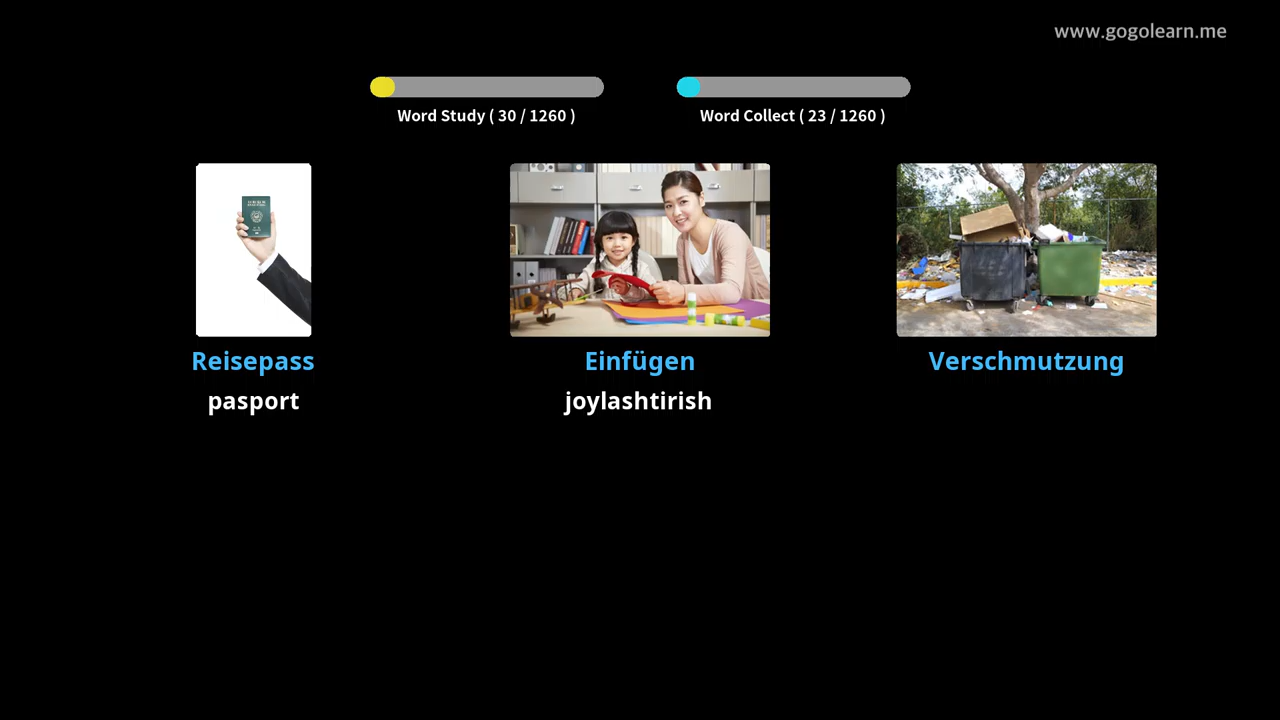 www.gogolearn.me
Word Study ( 30 / 1260 )
Word Collect ( 23 / 1260 )
Reisepass
Einfügen
Verschmutzung
pasport
joylashtirish